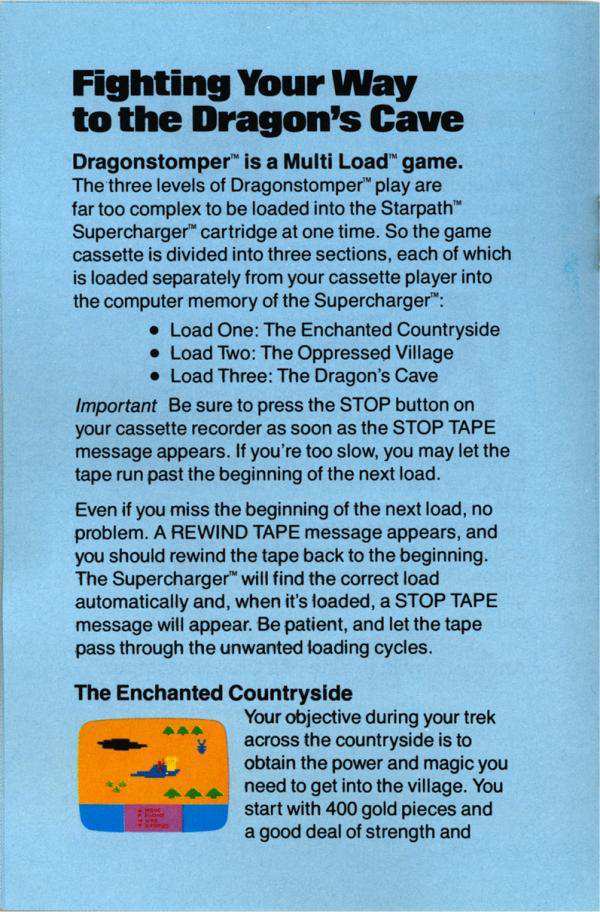 Fighting Your Way
to the Dragon's Cave
Dragonstomper™ is a Multi Load™ game.
The three levels of Dragonstomper™ play are
far too complex to be loaded into the Starpath™
Supercharger™ cartridge at one time. So the game
cassette is divided into three sections, each of which
is loaded separately from your cassette player into
the computer memory of the Supercharger™:
● Load One: The Enchanted Countryside
● Load Two: The Oppressed Village
● Load Three: The Dragon's Cave
Important Be sure to press the STOP button on
your cassette recorder as soon as the STOP TAPE
message appears. If you're too slow, you may let the
tape run past the beginning of the next load.
Even if you miss the beginning of the next load, no
problem. A REWIND TAPE message appears, and
you should rewind the tape back to the beginning.
The Supercharger™ will find the correct load
automatically and, when it's loaded, a STOP TAPE
message will appear. Be patient, and let the tape
pass through the unwanted loading cycles.
The Enchanted Countryside
Your objective during your trek
across the countryside is to
obtain the power and magic you
need to get into the village. You
start with 400 gold pieces and
a good deal of strength and